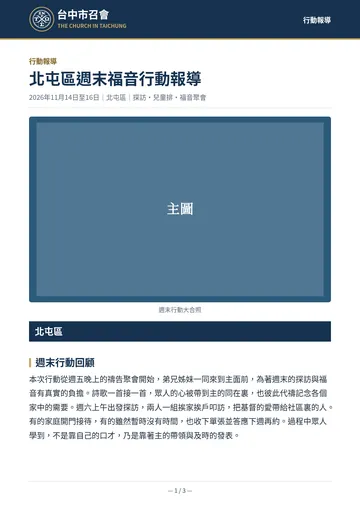 台中市召會
THE CHURCH IN TAICHUNG
行動報導
行動報導
北屯區週末福音行動報導
2026年11月14日至16日｜北屯區｜探訪・兒童排・福音聚會
主圖
週末行動大合照
北屯區
週末行動回顧
本次行動從週五晚上的禱告聚會開始，弟兄姊妹一同來到主面前，為著週末的探訪與福
音有真實的負擔。詩歌一首接一首，眾人的心被帶到主的同在裏，也彼此代禱記念各個
家中的需要。週六上午出發探訪，兩人一組挨家挨戶叩訪，把基督的愛帶給社區裏的人。
有的家庭開門接待，有的雖然暫時沒有時間，也收下單張並答應下週再約。過程中眾人
學到，不是靠自己的口才，乃是靠著主的帶領與及時的發表。
— 1 / 3 —